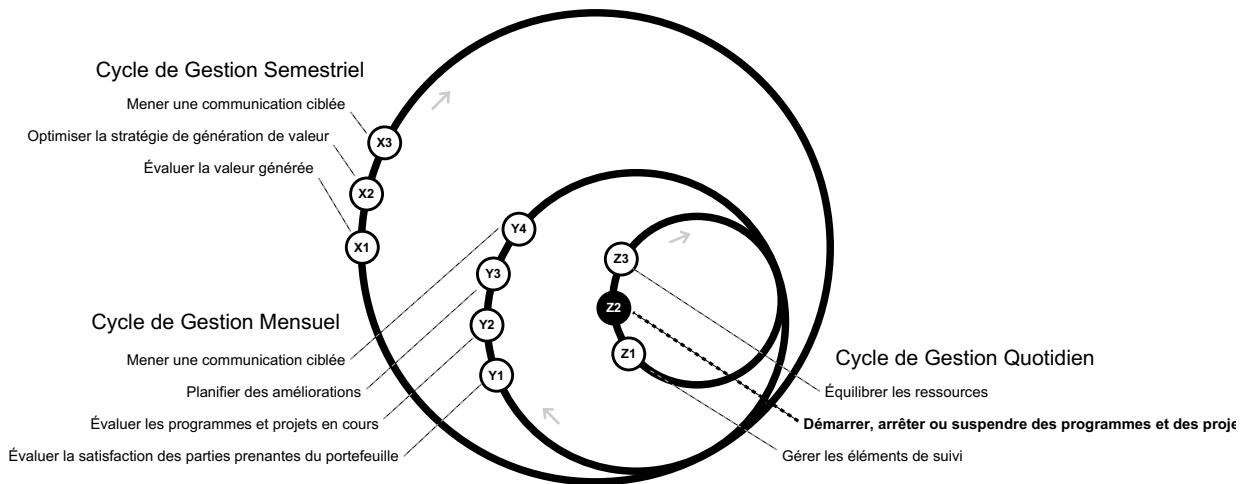 Cycle de Gestion Semestriel
Mener une communication ciblée
Optimiser la stratégie de génération de valeur
Évaluer la valeur générée
X3
X2
X1
Y4
Y3
Y2
Y1
Z3
Z2
Z1
Cycle de Gestion Mensuel
Mener une communication ciblée
Planifier des améliorations
Évaluer les programmes et projets en cours
Évaluer la satisfaction des parties prenantes du portefeuille
Cycle de Gestion Quotidien
Équilibrer les ressources
Démarrer, arrêter ou suspendre des programmes et des proje
Gérer les éléments de suivi